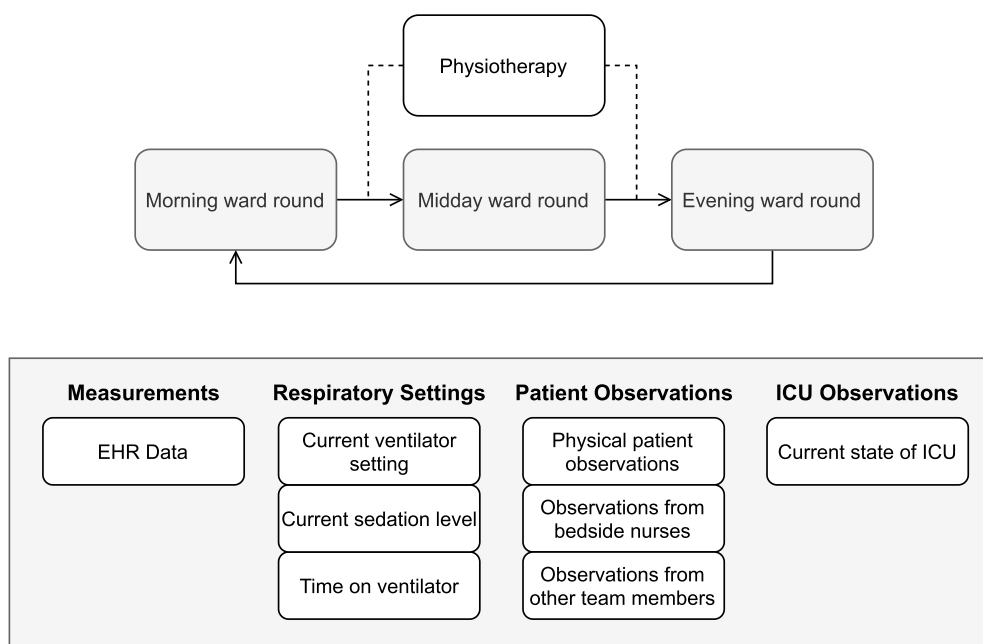 Physiotherapy
Morning ward round
Midday ward round
Evening ward round
Measurements
EHR Data
Respiratory Settings
Current ventilator
setting
Current sedation level
Time on ventilator
Patient Observations
Physical patient
observations
Observations from
bedside nurses
Observations from
other team members
ICU Observations
Current state of ICU